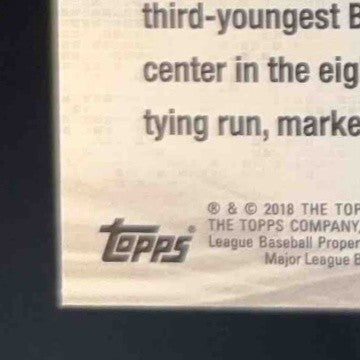 third-youngest B
center in the eig
tying run, marke
® & © 2018 THE TOP
THE TOPPS COMPANY,
League Baseball Proper
Major League B
Topps®